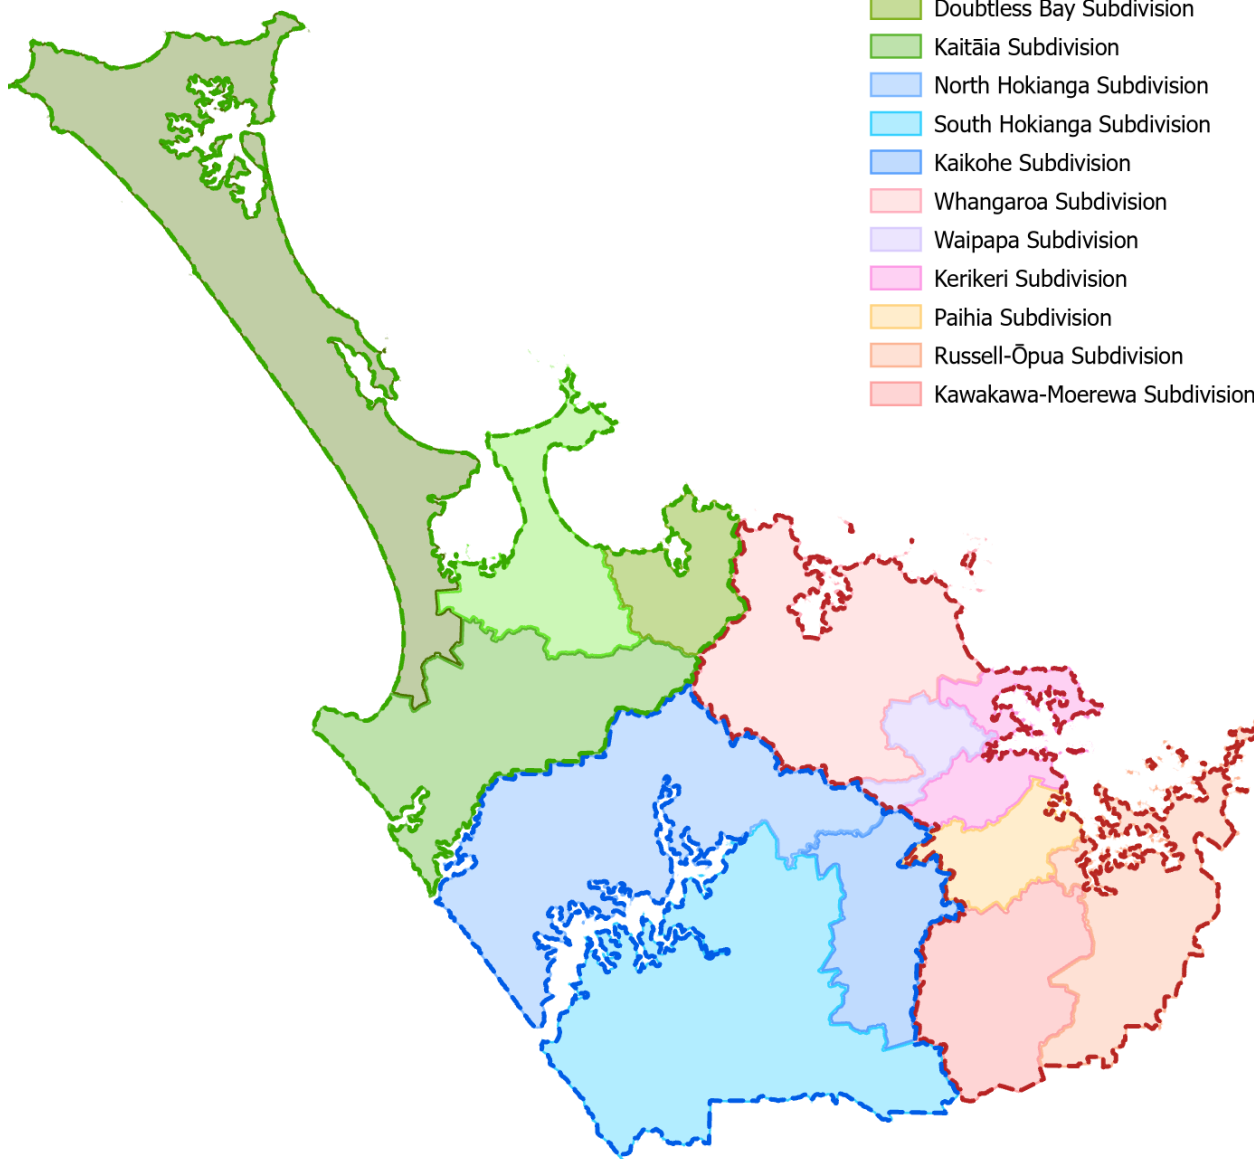 Doubtless Bay Subdivision
Kaitāia Subdivision
North Hokianga Subdivision
South Hokianga Subdivision
Kaikohe Subdivision
Whangaroa Subdivision
Waipapa Subdivision
Kerikeri Subdivision
Paihia Subdivision
Russell-Ōpua Subdivision
Kawakawa-Moerewa Subdivision